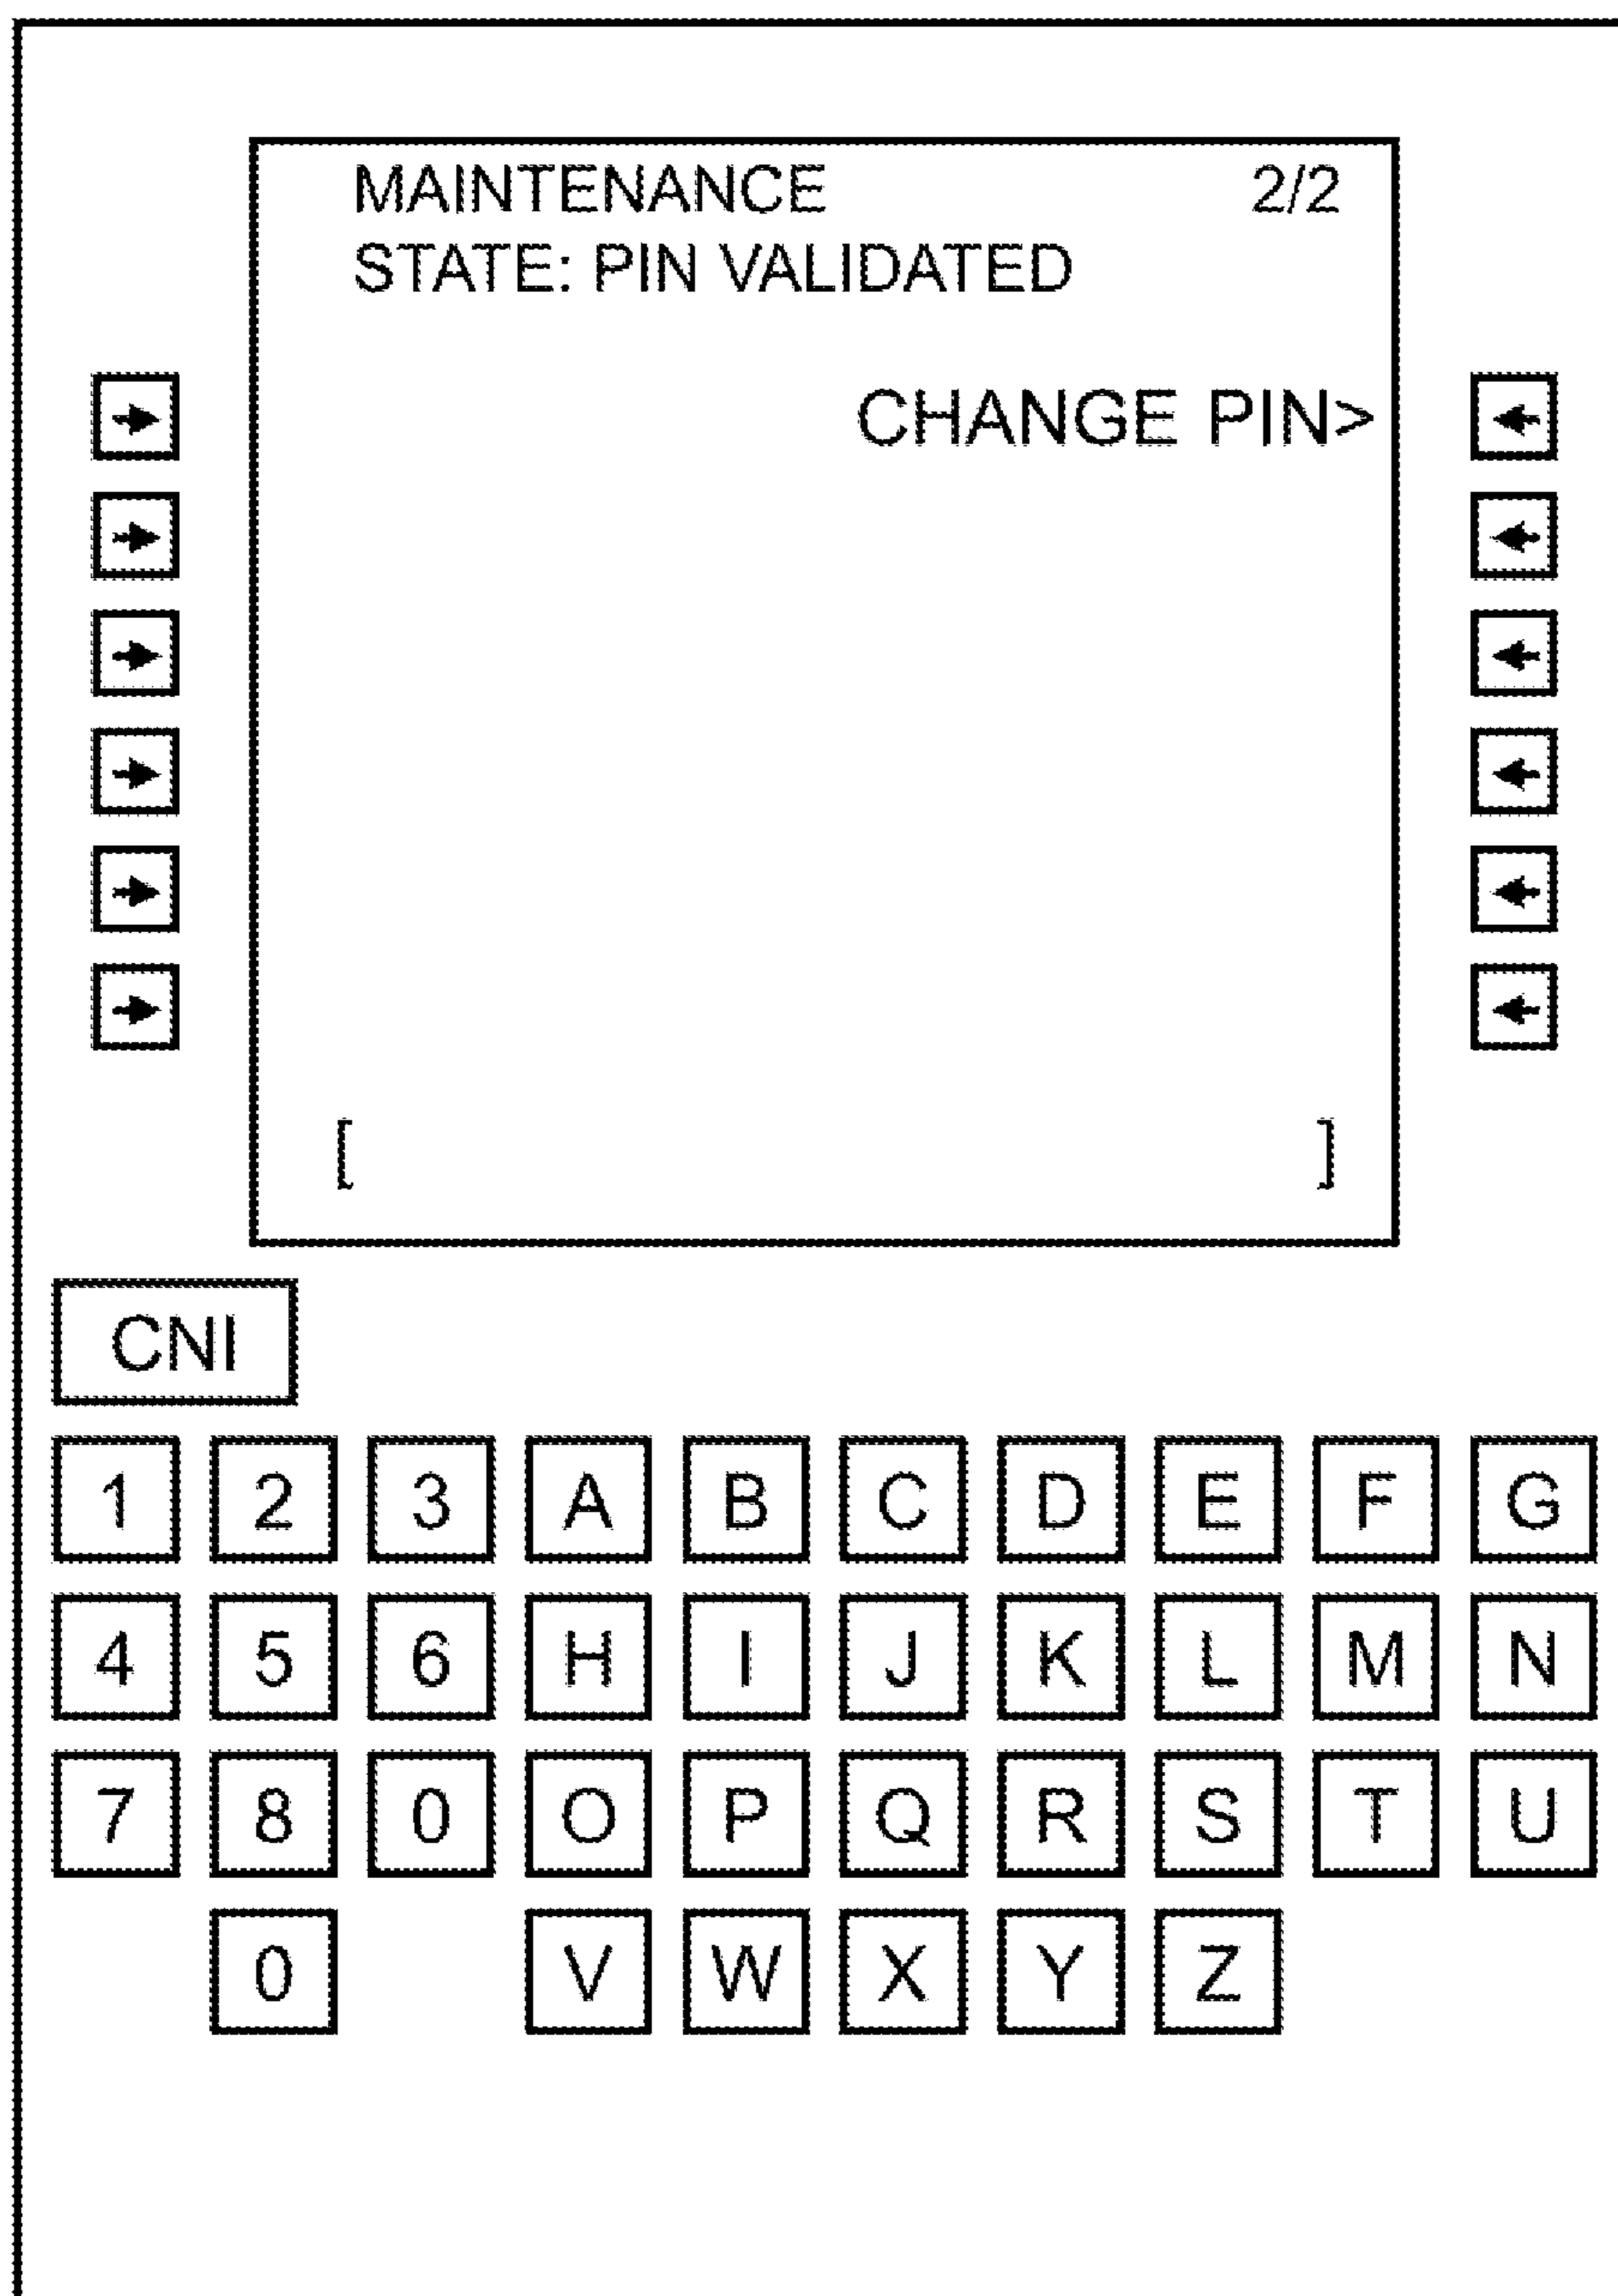 MAINTENANCE 2/2
STATE: PIN VALIDATED
CHANGE PIN>
[ ]
CNI
1 2 3 A B C D E F G
4 5 6 H I J K L M N
7 8 0 O P Q R S T U
0 V W X Y Z